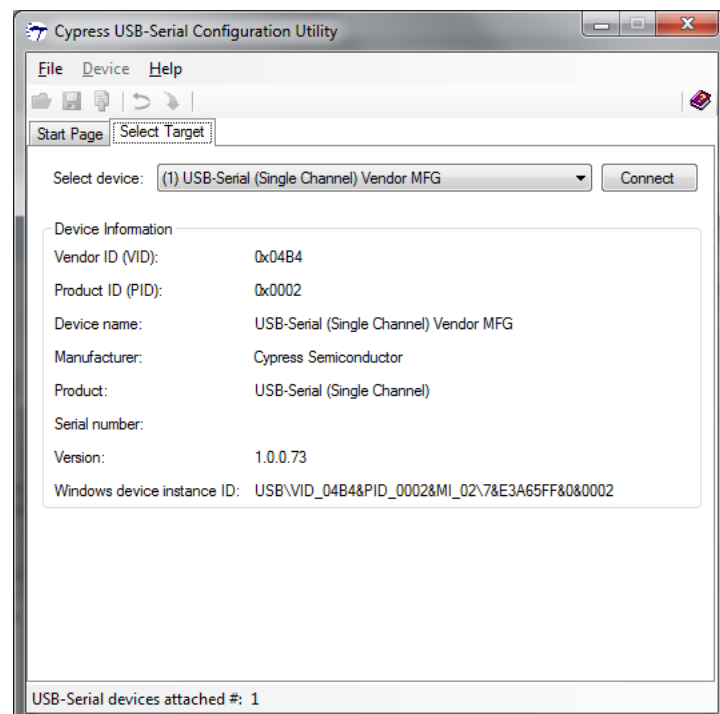 Cypress USB-Serial Configuration Utility
File Device Help
Start Page Select Target
Select device: (1) USB-Serial (Single Channel) Vendor MFG Connect
Device Information
Vendor ID (VID): 0x04B4
Product ID (PID): 0x0002
Device name: USB-Serial (Single Channel) Vendor MFG
Manufacturer: Cypress Semiconductor
Product: USB-Serial (Single Channel)
Serial number:
Version: 1.0.0.73
Windows device instance ID: USB\VID_04B4&PID_0002&MI_02\7&E3A65FF&0&0002
USB-Serial devices attached #: 1